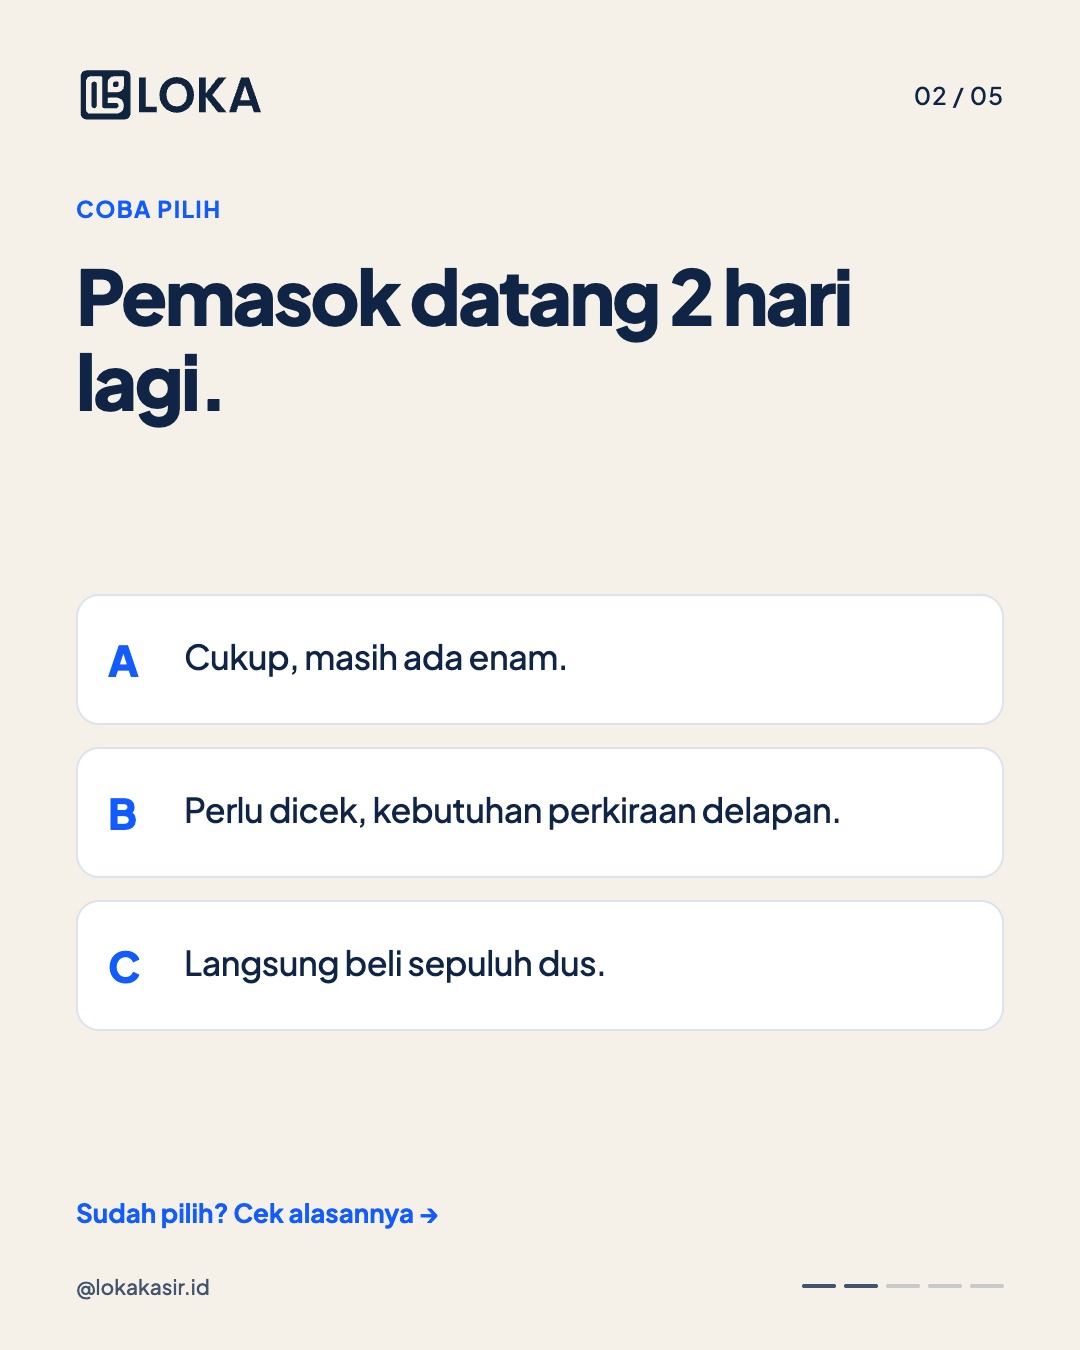 LOKA
02 / 05
COBA PILIH
Pemasok datang 2 hari
lagi.
A Cukup, masih ada enam.
B Perlu dicek, kebutuhan perkiraan delapan.
C Langsung beli sepuluh dus.
Sudah pilih? Cek alasannya →
@lokakasir.id